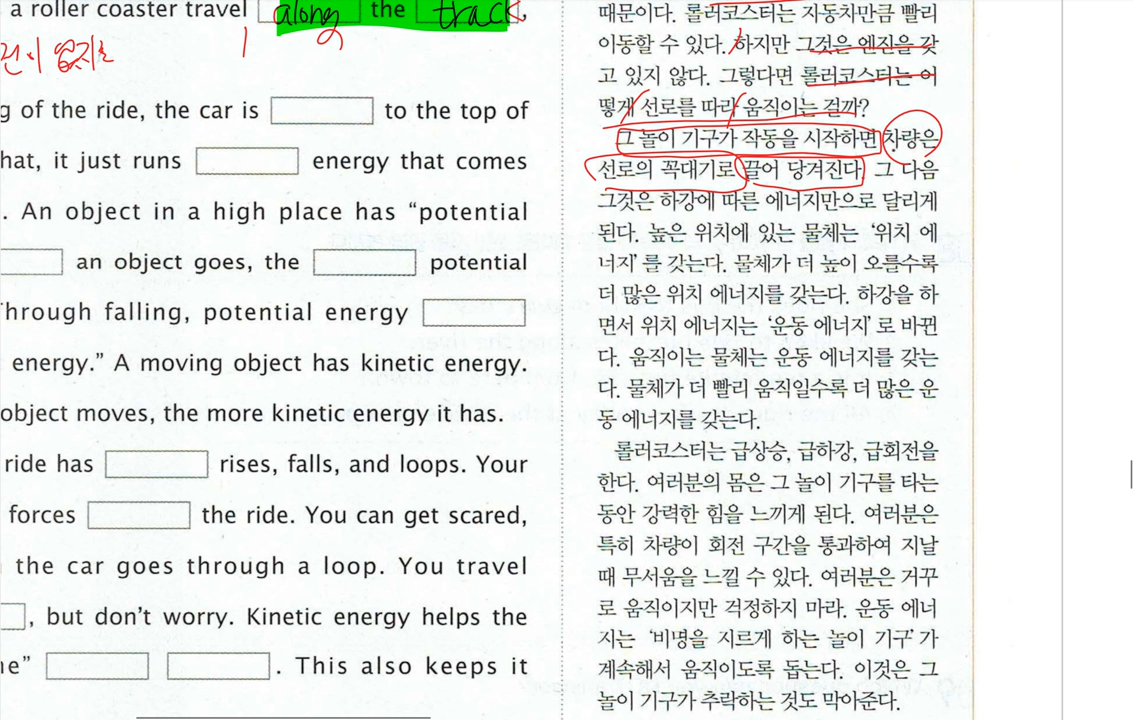 a roller coaster travel along the track,
g of the ride, the car is to the top of
hat, it just runs energy that comes
. An object in a high place has “potential
an object goes, the potential
Through falling, potential energy
energy.” A moving object has kinetic energy.
object moves, the more kinetic energy it has.
ride has rises, falls, and loops. Your
forces the ride. You can get scared,
the car goes through a loop. You travel
, but don’t worry. Kinetic energy helps the
ne” . This also keeps it
때문이다. 롤러코스터는 자동차만큼 빨리
이동할 수 있다. 하지만 그것은 엔진을 갖
고 있지 않다. 그렇다면 롤러코스터는 어
떻게 선로를 따라 움직이는 걸까?
그 놀이 기구가 작동을 시작하면 차량은
선로의 꼭대기로 끌어 당겨진다. 그 다음
그것은 하강에 따른 에너지만으로 달리게
된다. 높은 위치에 있는 물체는 ‘위치 에
너지’를 갖는다. 물체가 더 높이 오를수록
더 많은 위치 에너지를 갖는다. 하강을 하
면서 위치 에너지는 ‘운동 에너지’로 바뀐
다. 움직이는 물체는 운동 에너지를 갖는
다. 물체가 더 빨리 움직일수록 더 많은 운
동 에너지를 갖는다.
롤러코스터는 급상승, 급하강, 급회전을
한다. 여러분의 몸은 그 놀이 기구를 타는
동안 강력한 힘을 느끼게 된다. 여러분은
특히 차량이 회전 구간을 통과하여 지날
때 무서움을 느낄 수 있다. 여러분은 거꾸
로 움직이지만 걱정하지 마라. 운동 에너
지는 ‘비명을 지르게 하는 놀이 기구’가
계속해서 움직이도록 돕는다. 이것은 그
놀이 기구가 추락하는 것도 막아준다.